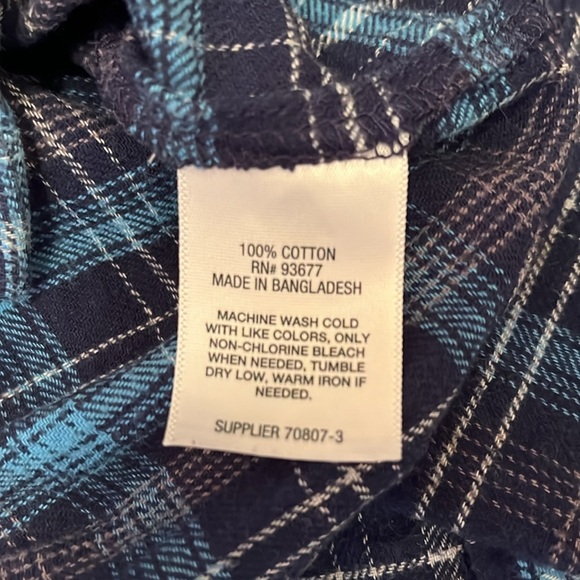 100% COTTON
RN# 93677
MADE IN BANGLADESH
MACHINE WASH COLD
WITH LIKE COLORS, ONLY
NON-CHLORINE BLEACH
WHEN NEEDED, TUMBLE
DRY LOW, WARM IRON IF
NEEDED.
SUPPLIER 70807-3